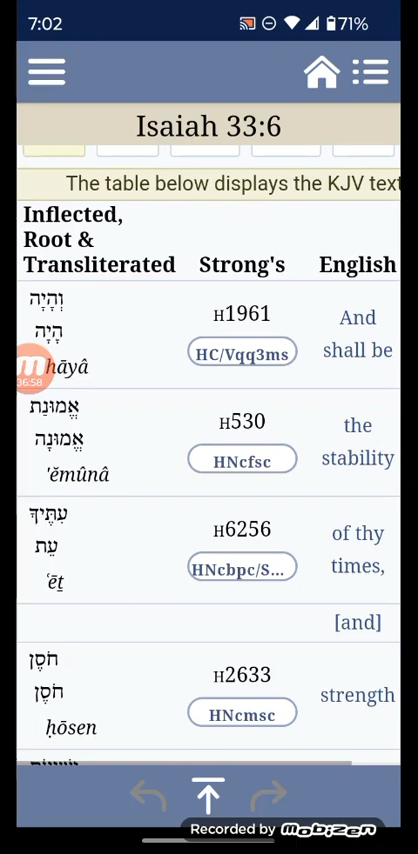 7:02 71%
Isaiah 33:6
The table below displays the KJV text
Inflected,
Root &
Transliterated Strong's English
וְהָיָה
הָיָה
hāyâ
H1961
HC/Vqq3ms
And
shall be
m
36:58
אֱמוּנַת
אֱמוּנָה
'ĕmûnâ
H530
HNcfsc
the
stability
עִתֶּיךָ
עֵת
ʿēṯ
H6256
HNcbpc/S...
of thy
times,
[and]
חֹסֶן
חֹסֶן
ḥōsen
H2633
HNcmsc
strength
Recorded by mobizen